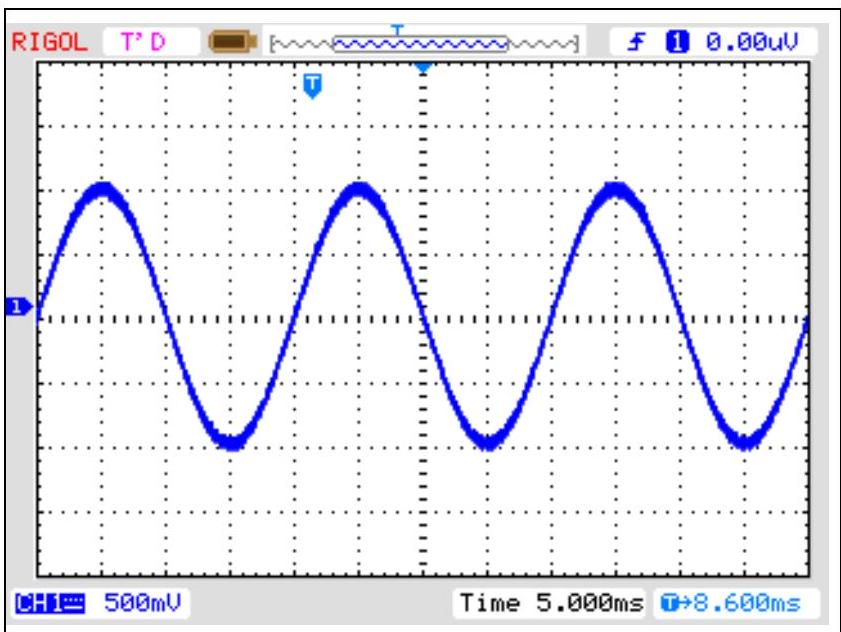 RIGOL T'D T 1 0.00uV
T
1
CH1 500mV Time 5.000ms T→8.600ms